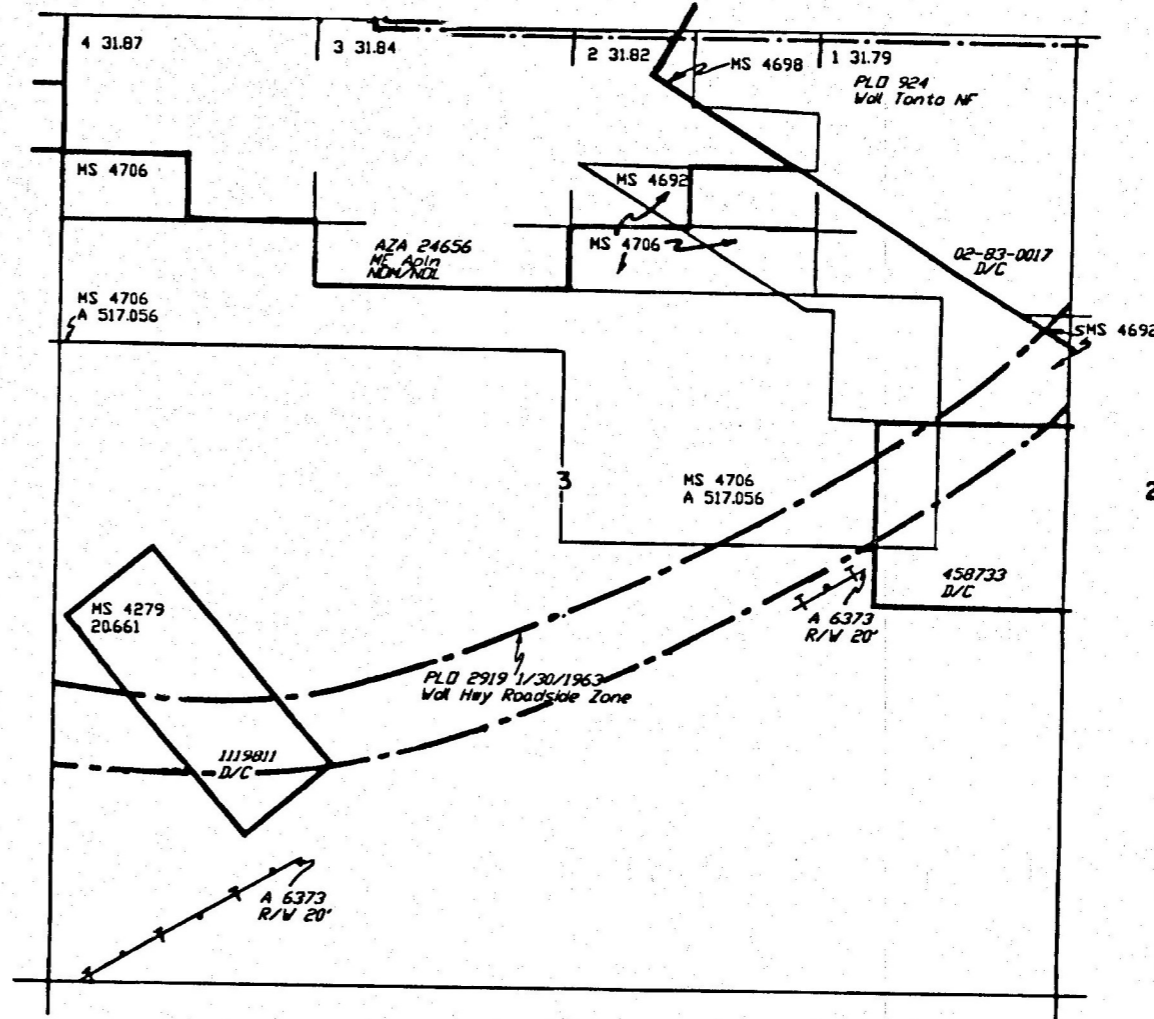 4 31.87
3 31.84
2 31.82
1 31.79
MS 4698
PLO 924
Wdl Tonto NF
MS 4706
MS 4692
MS 4706
AZA 24656
ME Apln
NOM/NOL
02-83-0017
D/C
MS 4706
A 517.056
MS 4692
3
MS 4706
A 517.056
2
458733
D/C
MS 4279
20.661
A 6373
R/W 20'
PLO 2919 1/30/1963
Wdl Hwy Roadside Zone
1119811
D/C
A 6373
R/W 20'